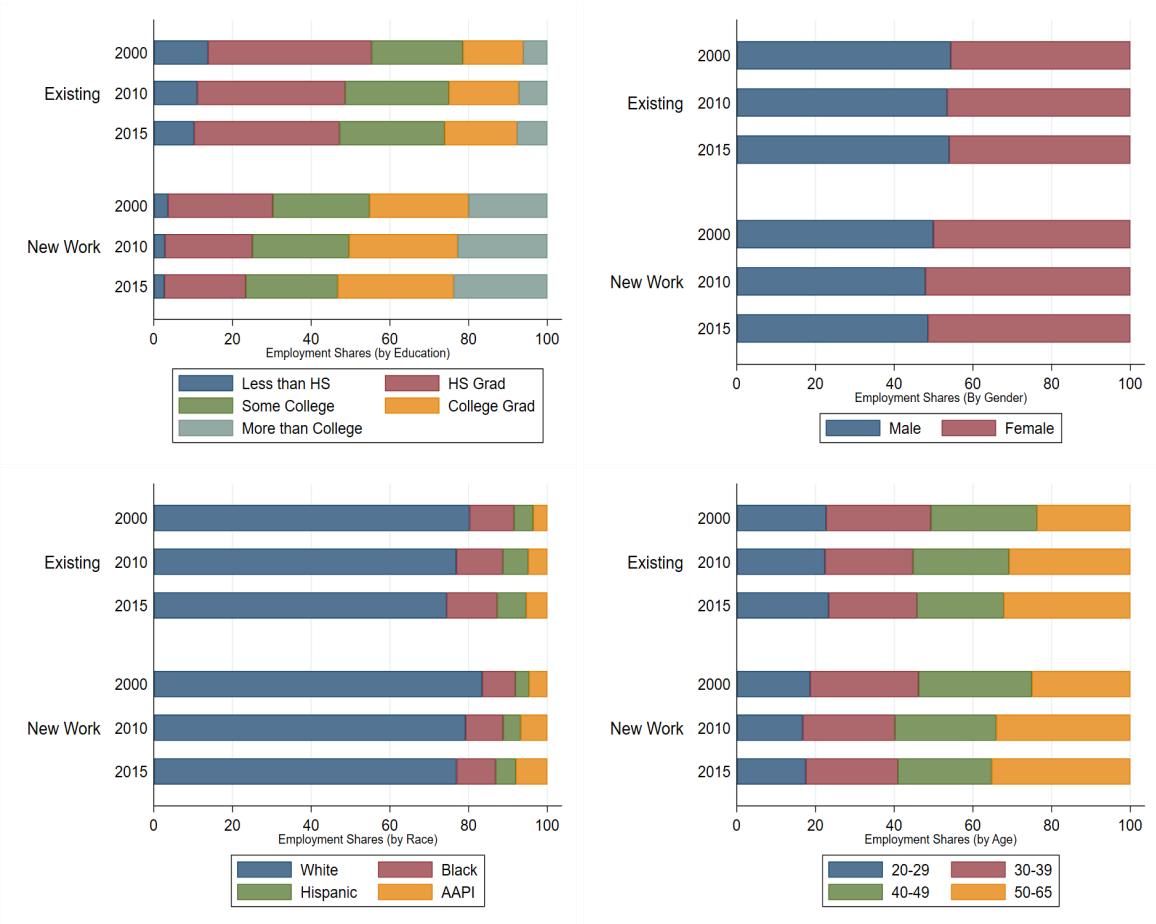 2000
Existing 2010
2015
2000
New Work 2010
2015
0 20 40 60 80 100
Employment Shares (by Education)
Less than HS HS Grad
Some College College Grad
More than College
2000
Existing 2010
2015
2000
New Work 2010
2015
0 20 40 60 80 100
Employment Shares (By Gender)
Male Female
2000
Existing 2010
2015
2000
New Work 2010
2015
0 20 40 60 80 100
Employment Shares (by Race)
White Black
Hispanic AAPI
2000
Existing 2010
2015
2000
New Work 2010
2015
0 20 40 60 80 100
Employment Shares (by Age)
20-29 30-39
40-49 50-65